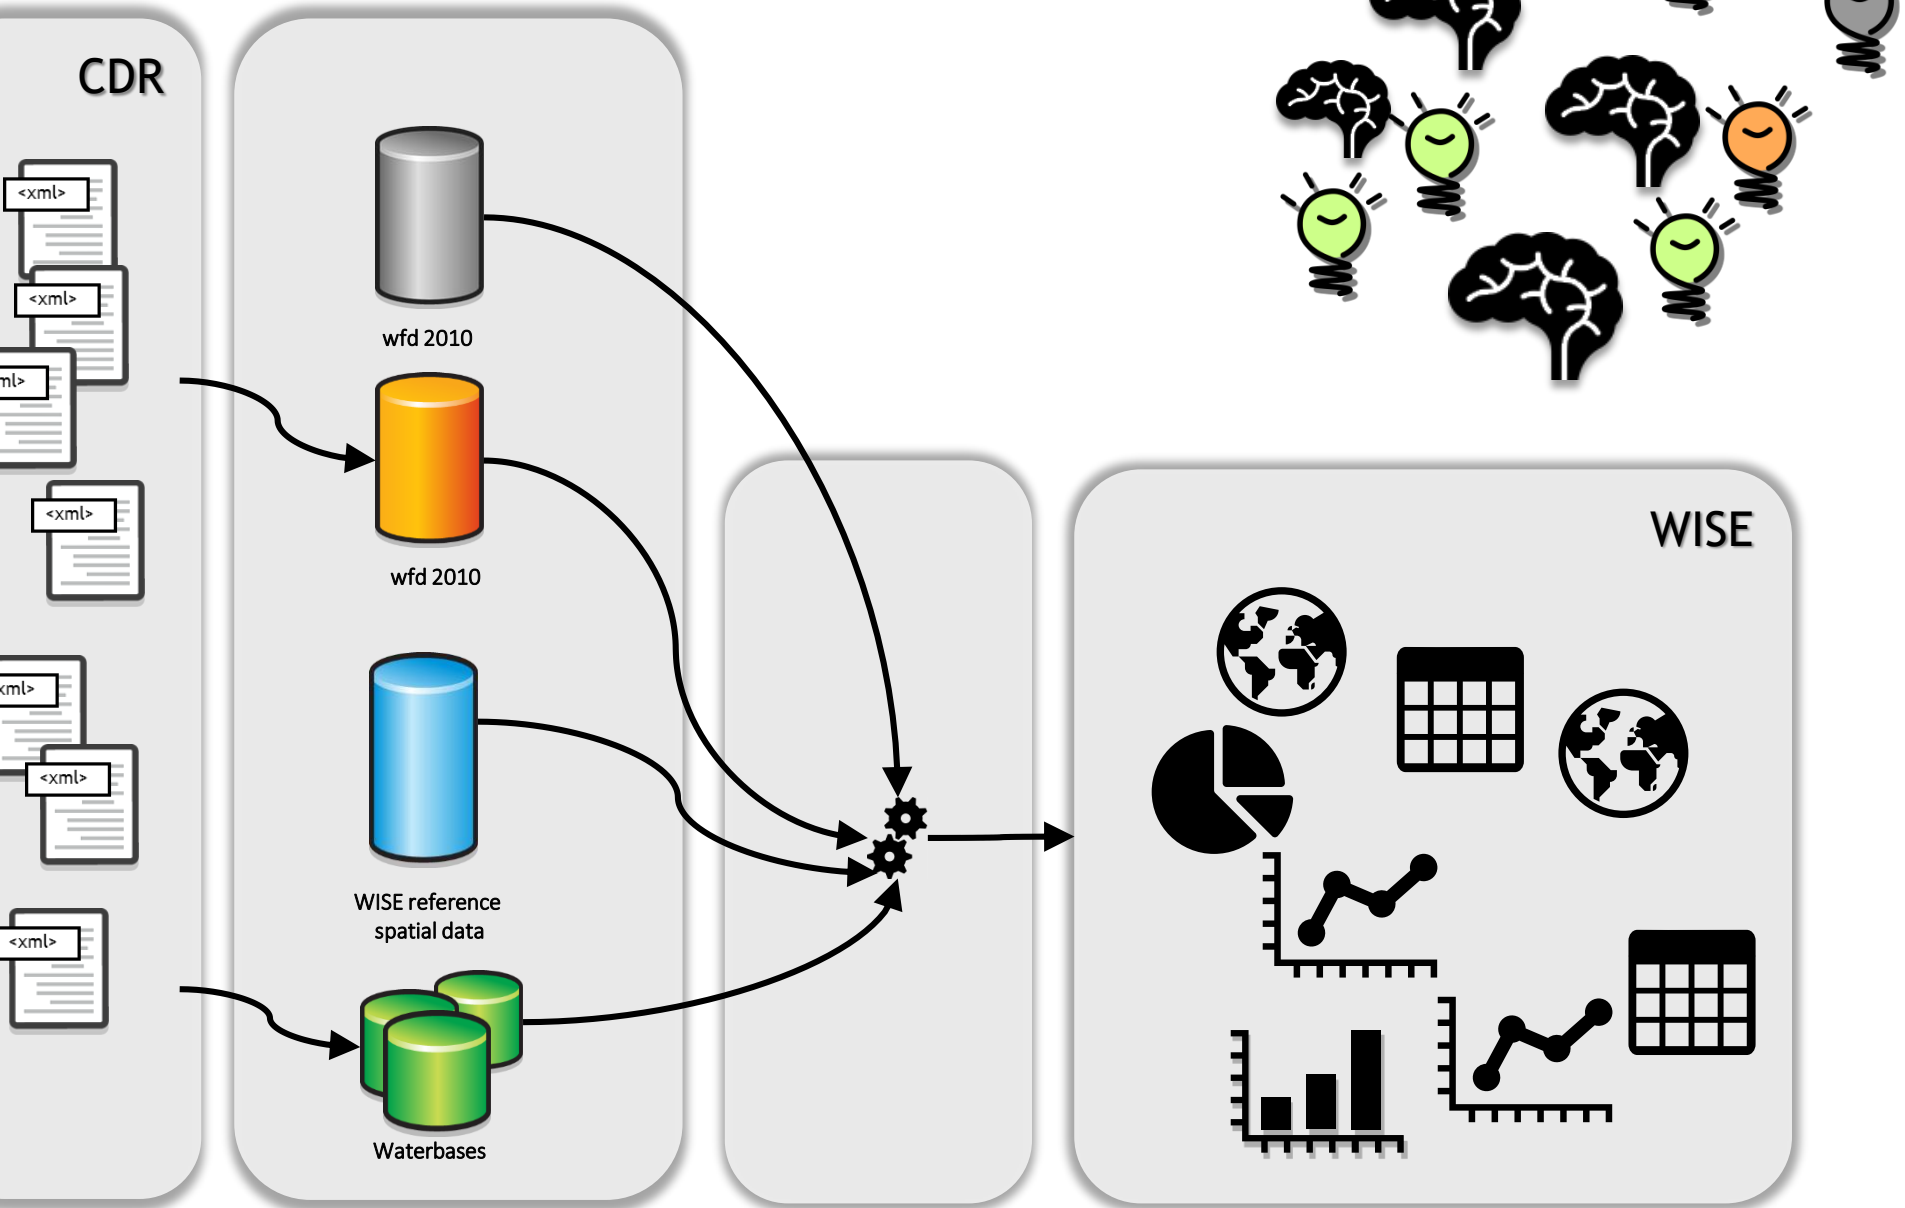 CDR
<xml>
<xml>
ml>
<xml>
xml>
<xml>
<xml>
wfd 2010
wfd 2010
WISE reference
spatial data
Waterbases
WISE